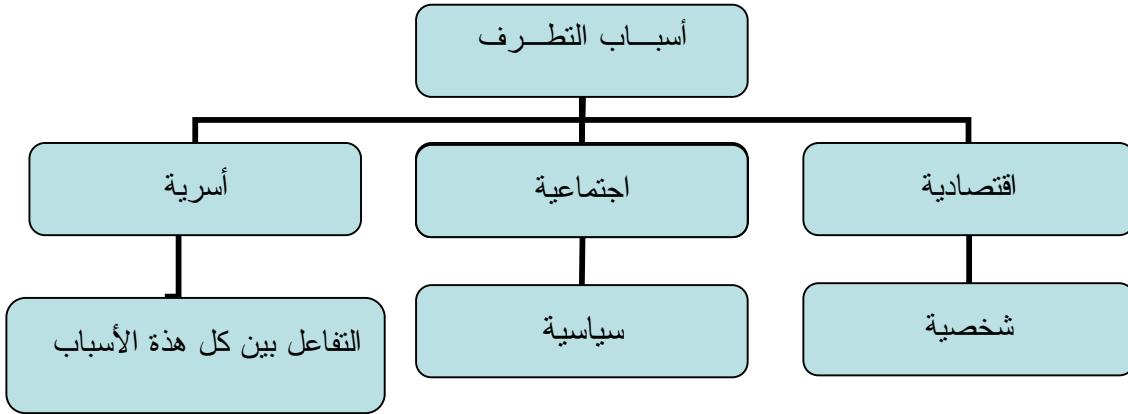 أسبـــاب التطـــرف
اقتصادية
اجتماعية
أسرية
شخصية
سياسية
التفاعل بين كل هذة الأسباب